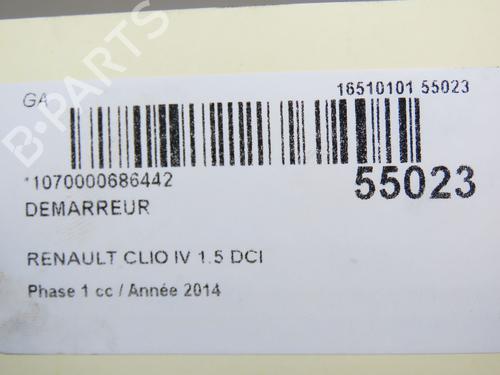 GA
16510101 55023
*1070000686442
55023
DEMARREUR
RENAULT CLIO IV 1.5 DCI
Phase 1 cc / Année 2014
B-PARTS